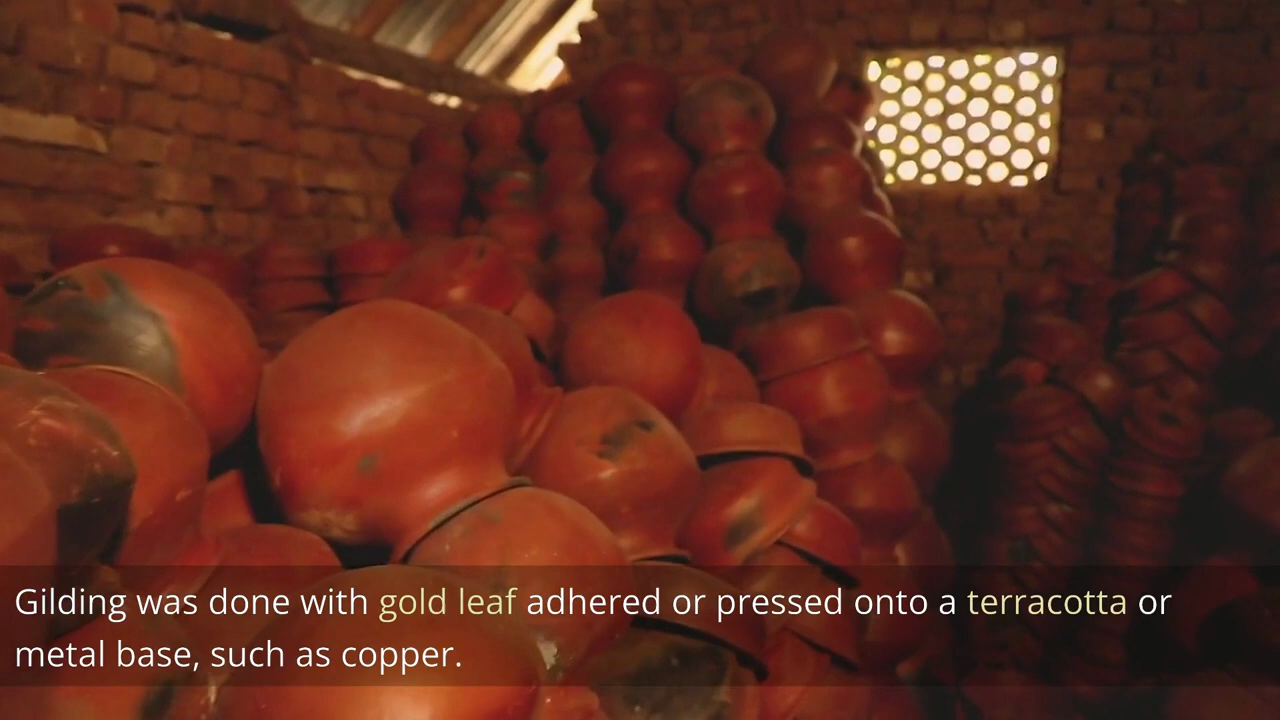 Gilding was done with gold leaf adhered or pressed onto a terracotta or
metal base, such as copper.